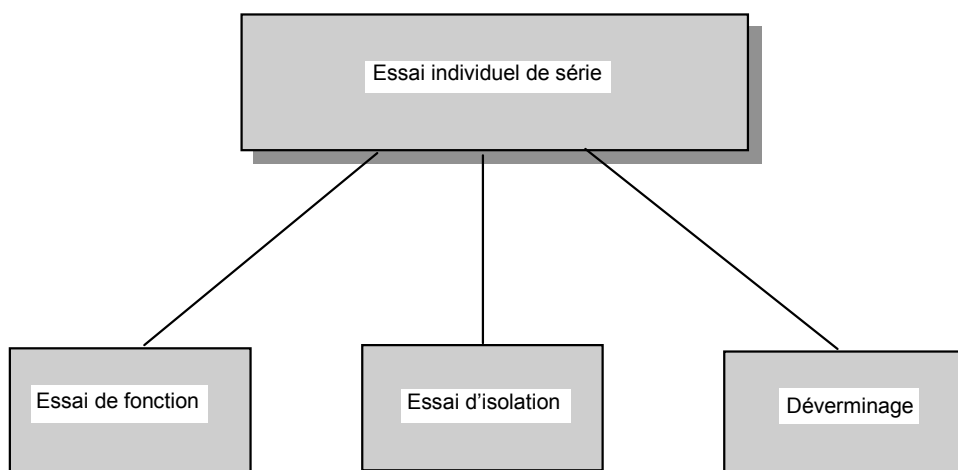 Essai individuel de série
Essai de fonction
Essai d’isolation
Déverminage